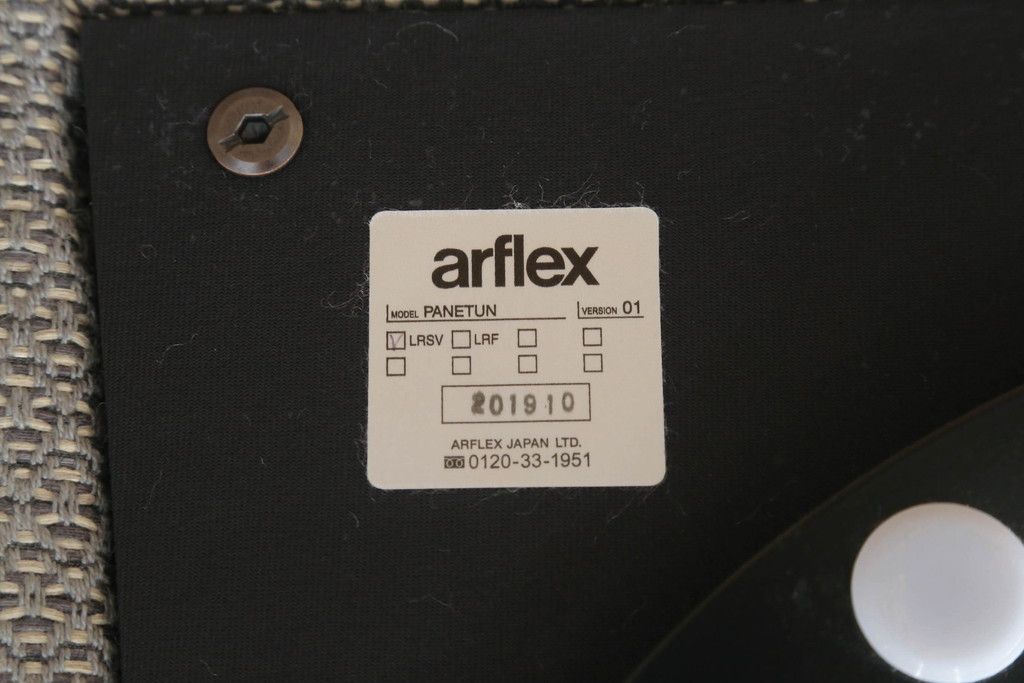 arflex
MODEL PANETUN VERSION 01
LRSV LRF
201910
ARFLEX JAPAN LTD.
0120-33-1951